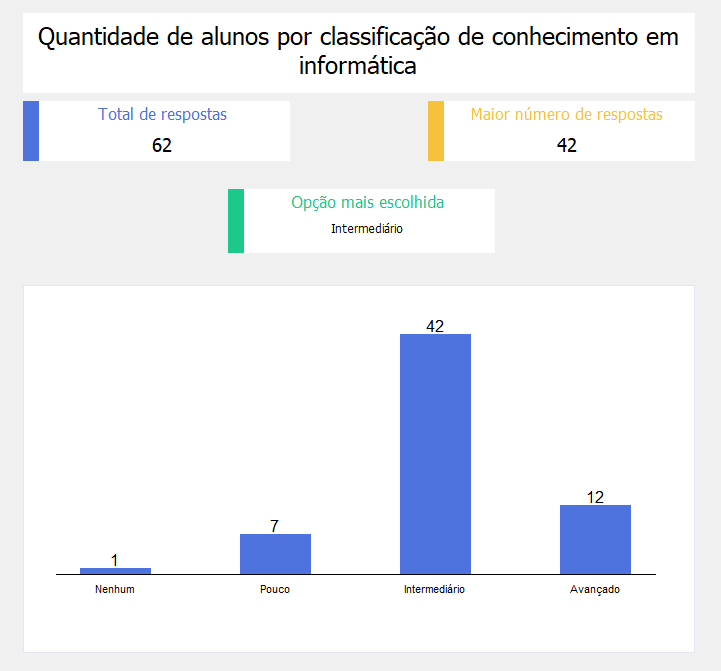 Quantidade de alunos por classificação de conhecimento em
informática
Total de respostas
62
Maior número de respostas
42
Opção mais escolhida
Intermediário
42
12
7
1
Nenhum
Pouco
Intermediário
Avançado